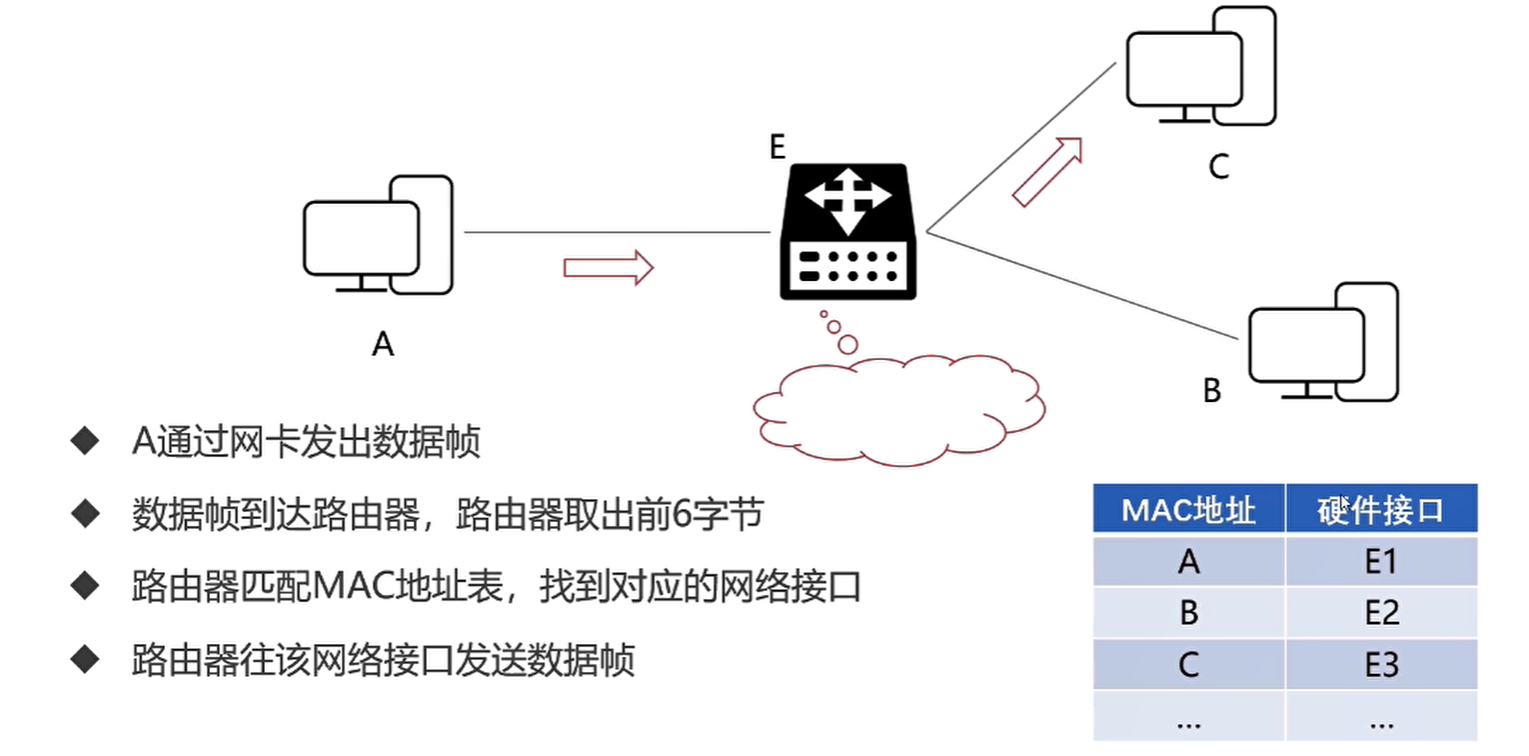 E
C
A
B
◆ A通过网卡发出数据帧
◆ 数据帧到达路由器，路由器取出前6字节
◆ 路由器匹配MAC地址表，找到对应的网络接口
◆ 路由器往该网络接口发送数据帧
MAC地址 硬件接口
A E1
B E2
C E3
... ...